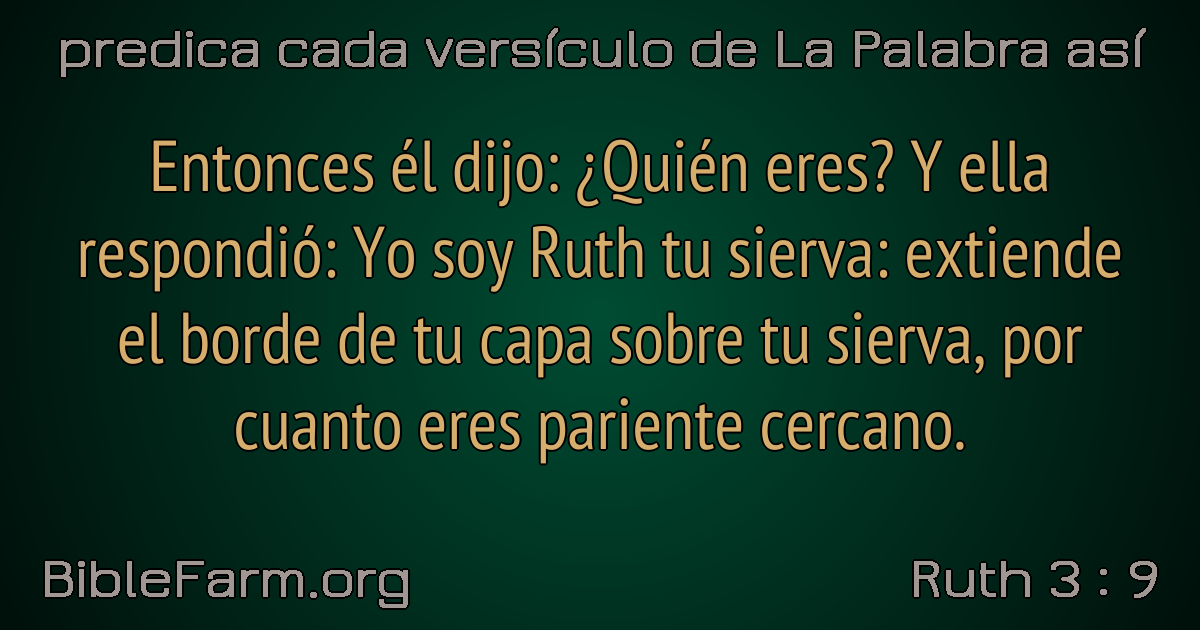 predica cada versículo de La Palabra así
Entonces él dijo: ¿Quién eres? Y ella
respondió: Yo soy Ruth tu sierva: extiende
el borde de tu capa sobre tu sierva, por
cuanto eres pariente cercano.
BibleFarm.org
Ruth 3 : 9